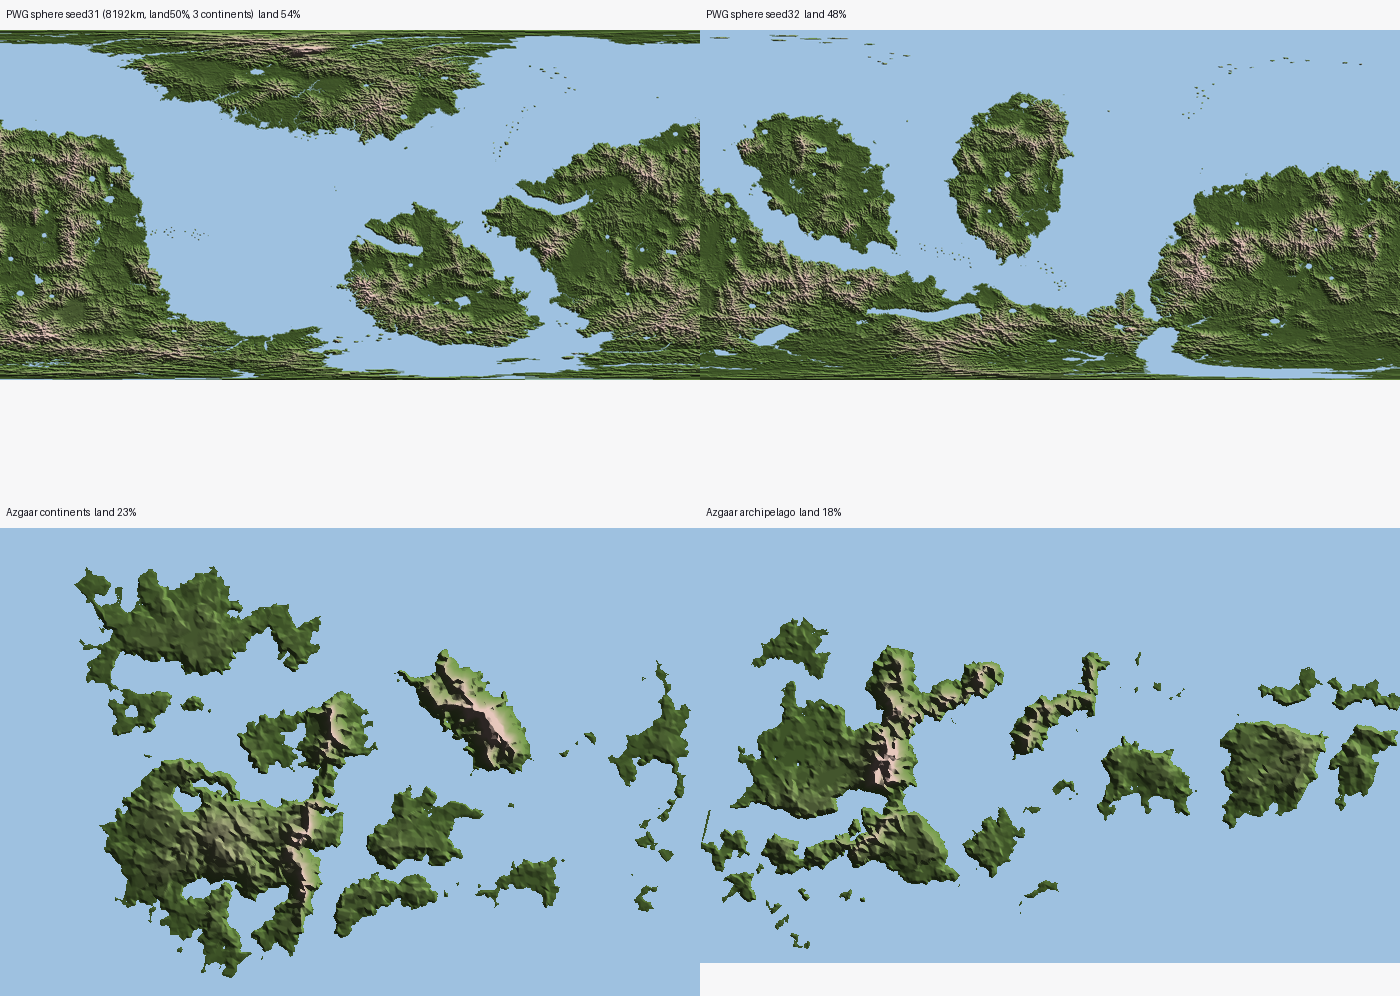 PWG sphere seed31 (8192km, land50%, 3 continents) land 54%
PWG sphere seed32 land 48%
Azgaar continents land 23%
Azgaar archipelago land 18%